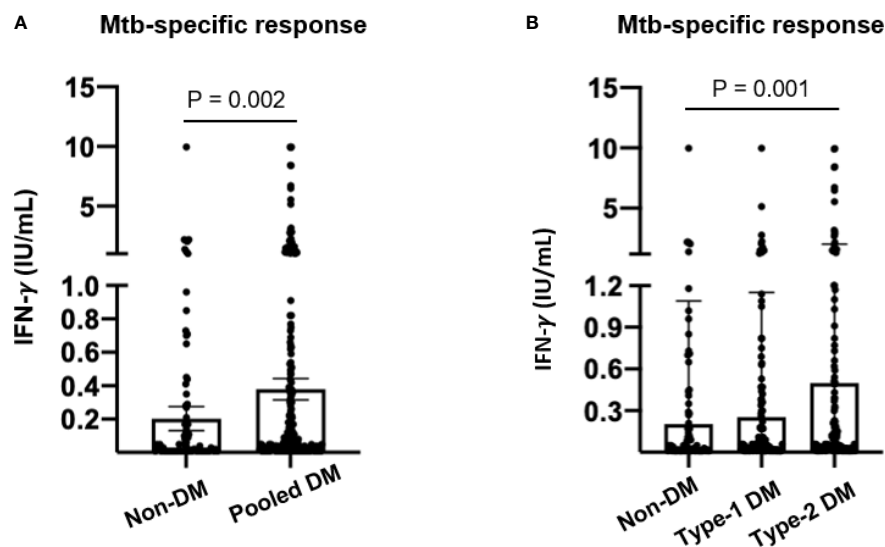 A
Mtb-specific response
P = 0.002
IFN-γ (IU/mL)
15
10
5
1.0
0.8
0.6
0.4
0.2
Non-DM
Pooled DM
B
Mtb-specific response
P = 0.001
IFN-γ (IU/mL)
15
10
5
1.2
0.9
0.6
0.3
Non-DM
Type-1 DM
Type-2 DM